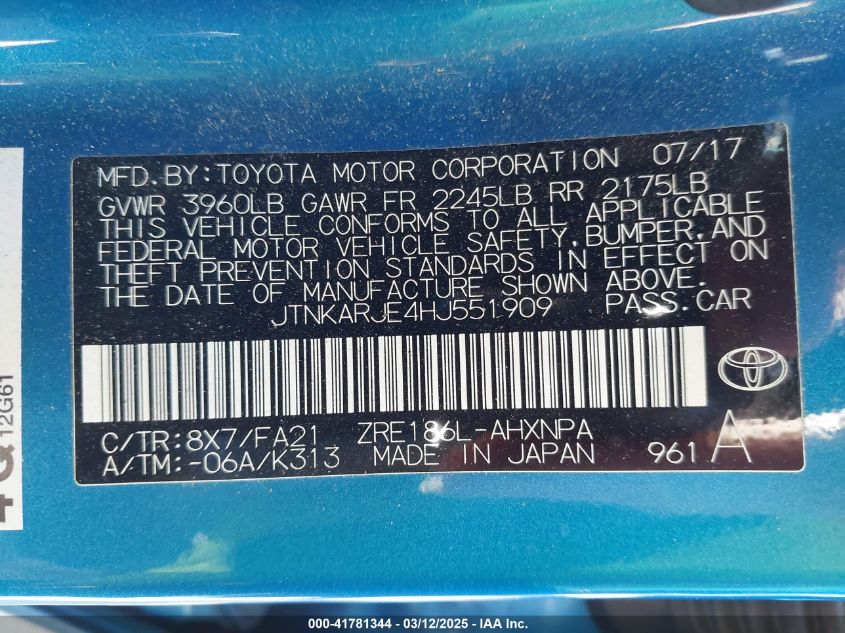 MFD.BY:TOYOTA MOTOR CORPORATION 07/17
GVWR 3960LB GAWR FR 2245LB RR 2175LB
THIS VEHICLE CONFORMS TO ALL APPLICABLE
FEDERAL MOTOR VEHICLE SAFETY,BUMPER,AND
THEFT PREVENTION STANDARDS IN EFFECT ON
THE DATE OF MANUFACTURE SHOWN ABOVE.
JTNKARJE4HJ551909 PASS.CAR
C/TR:8X7/FA21 ZRE186L-AHXNPA
A/TM:-06A/K313 MADE IN JAPAN 961 A
12G61
000-41781344 - 03/12/2025 - IAA Inc.